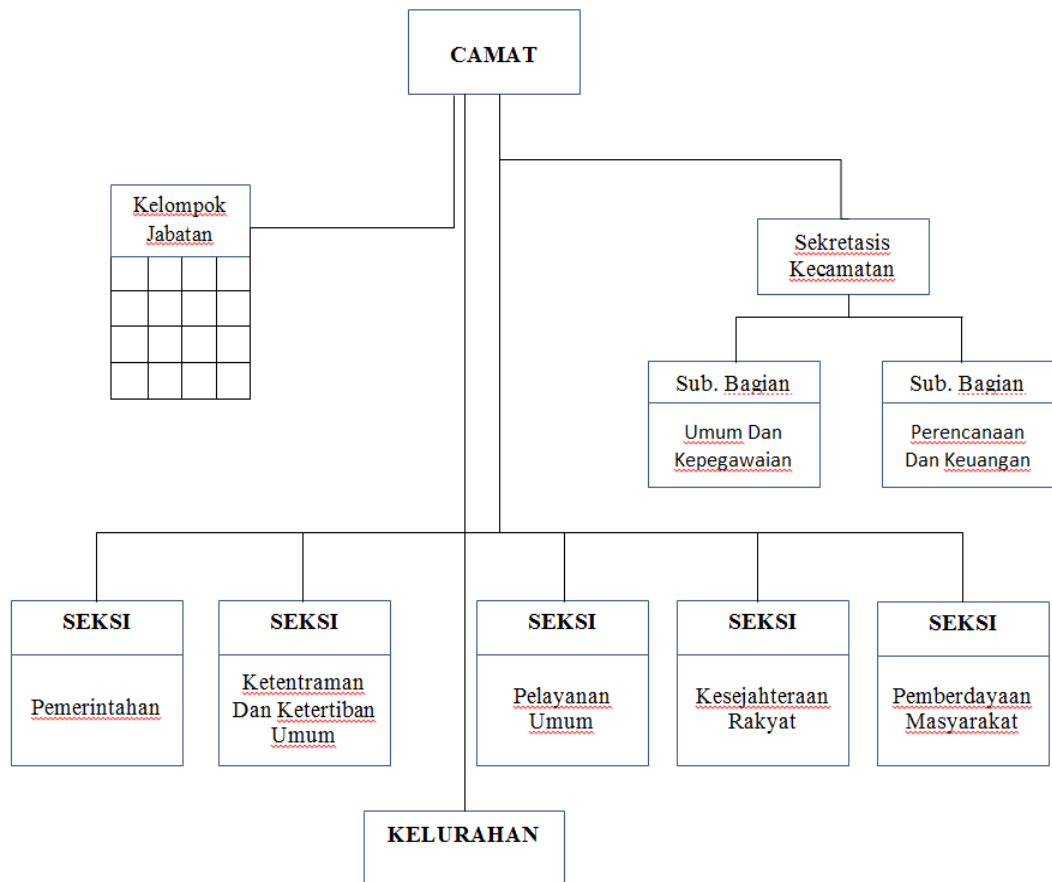 CAMAT
Kelompok
Jabatan
Sekretasis
Kecamatan
Sub. Bagian
Umum Dan
Kepegawaian
Sub. Bagian
Perencanaan
Dan Keuangan
SEKSI
Pemerintahan
SEKSI
Ketentraman
Dan Ketertiban
Umum
SEKSI
Pelayanan
Umum
SEKSI
Kesejahteraan
Rakyat
SEKSI
Pemberdayaan
Masyarakat
KELURAHAN